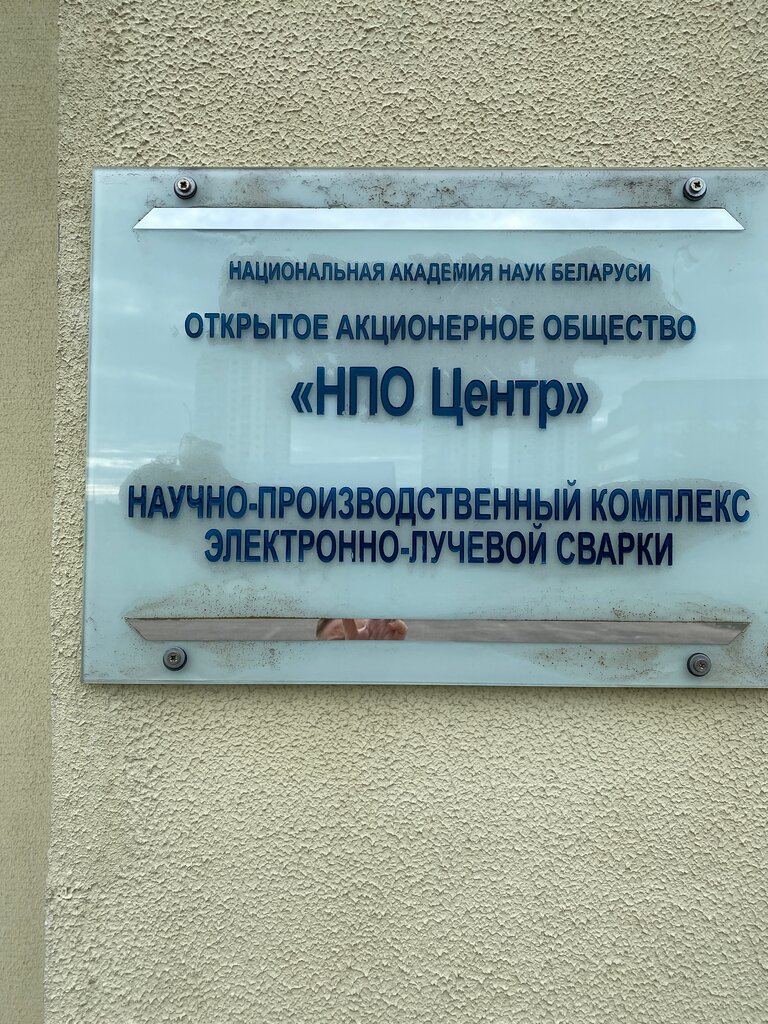 НАЦИОНАЛЬНАЯ АКАДЕМИЯ НАУК БЕЛАРУСИ
ОТКРЫТОЕ АКЦИОНЕРНОЕ ОБЩЕСТВО
«НПО Центр»
НАУЧНО-ПРОИЗВОДСТВЕННЫЙ КОМПЛЕКС
ЭЛЕКТРОННО-ЛУЧЕВОЙ СВАРКИ